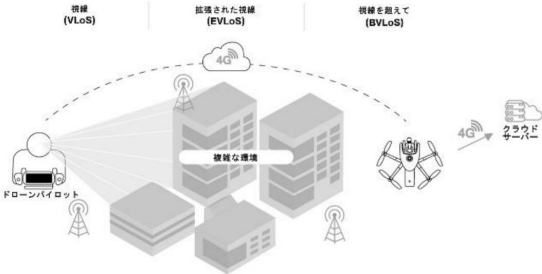 視線
(VLoS)
拡張された視線
(EVLoS)
視線を超えて
(BVLoS)
4G
複雑な環境
ドローンパイロット
4G
クラウド
サーバー